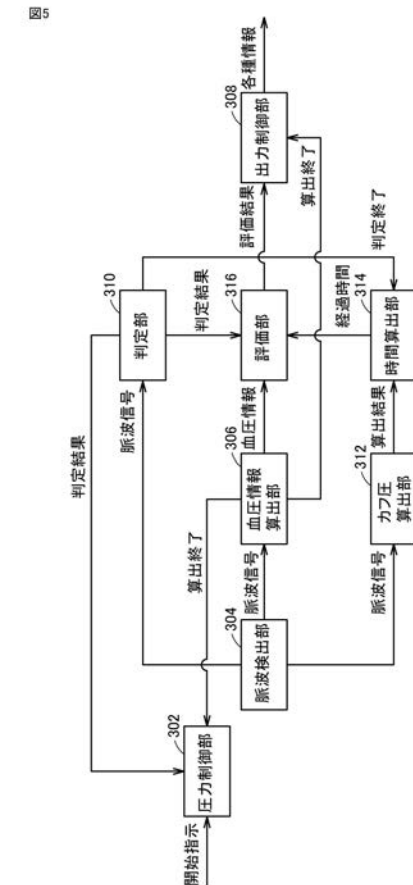 図5
開始指示
圧力制御部
302
判定結果
脈波信号
算出終了
脈波検出部
304
脈波信号
脈波信号
血圧情報
算出部
306
カフ圧
算出部
312
判定部
310
判定結果
血圧情報
算出結果
評価部
316
経過時間
時間算出部
314
判定終了
評価結果
算出終了
出力制御部
308
各種情報